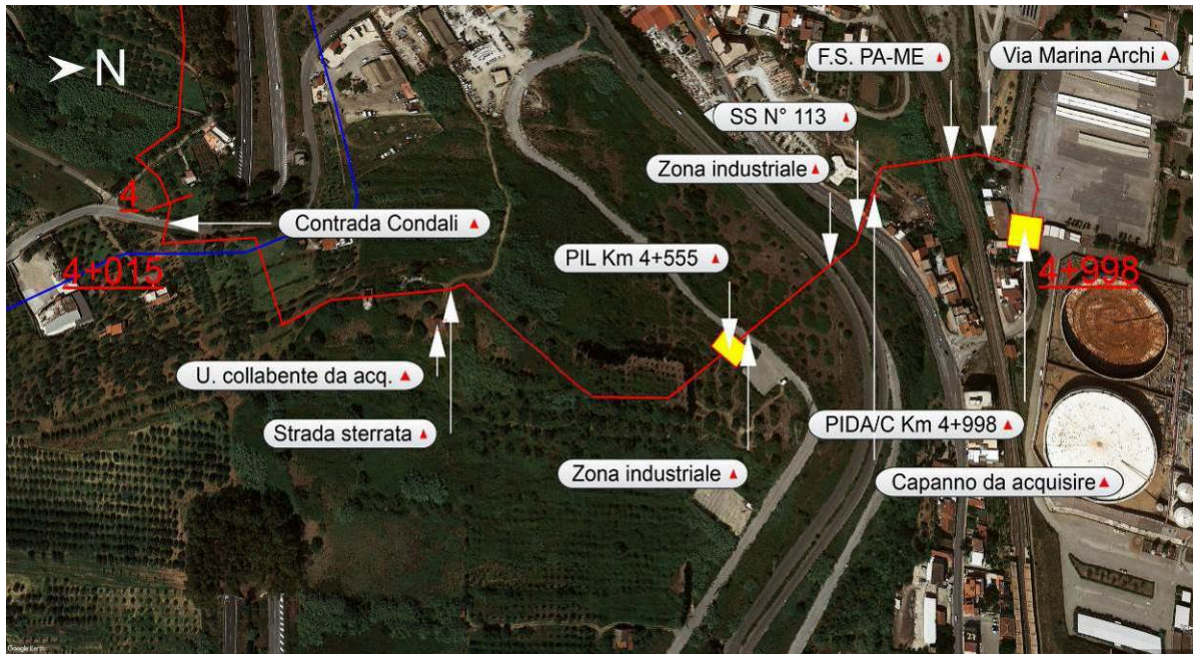 N
F.S. PA-ME
Via Marina Archi
SS N° 113
Zona industriale
4
Contrada Condali
PIL Km 4+555
4+015
4+998
U. collabente da acq.
Strada sterrata
PIDA/C Km 4+998
Zona industriale
Capanno da acquisire
Google Earth